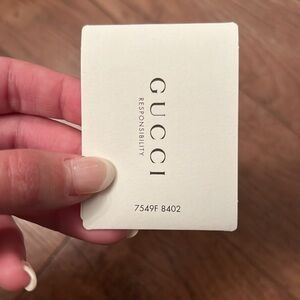 GUCCI
RESPONSIBILITY
7549F 8402